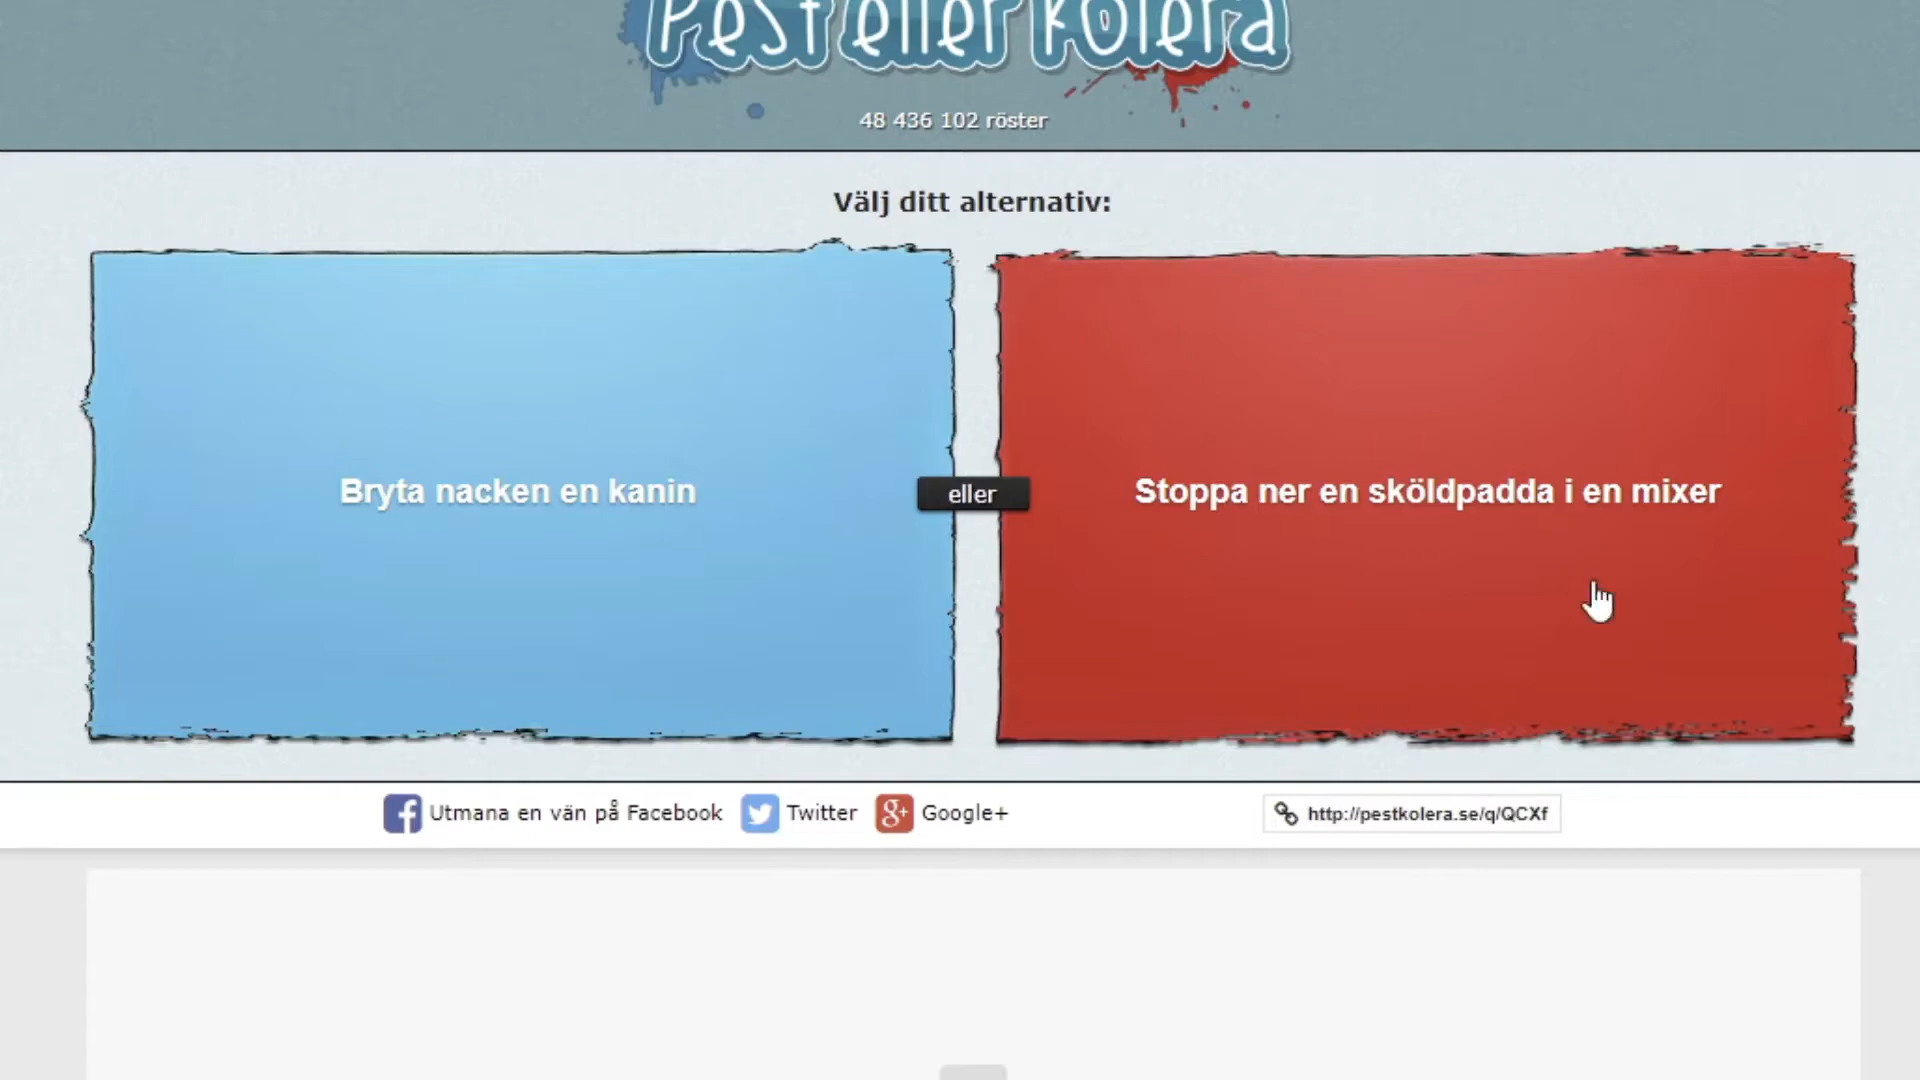 Pest eller kolera
48 436 102 röster
Välj ditt alternativ:
Bryta nacken en kanin
eller
Stoppa ner en sköldpadda i en mixer
Utmana en vän på Facebook
Twitter
g+ Google+
http://pestkolera.se/q/QCXf